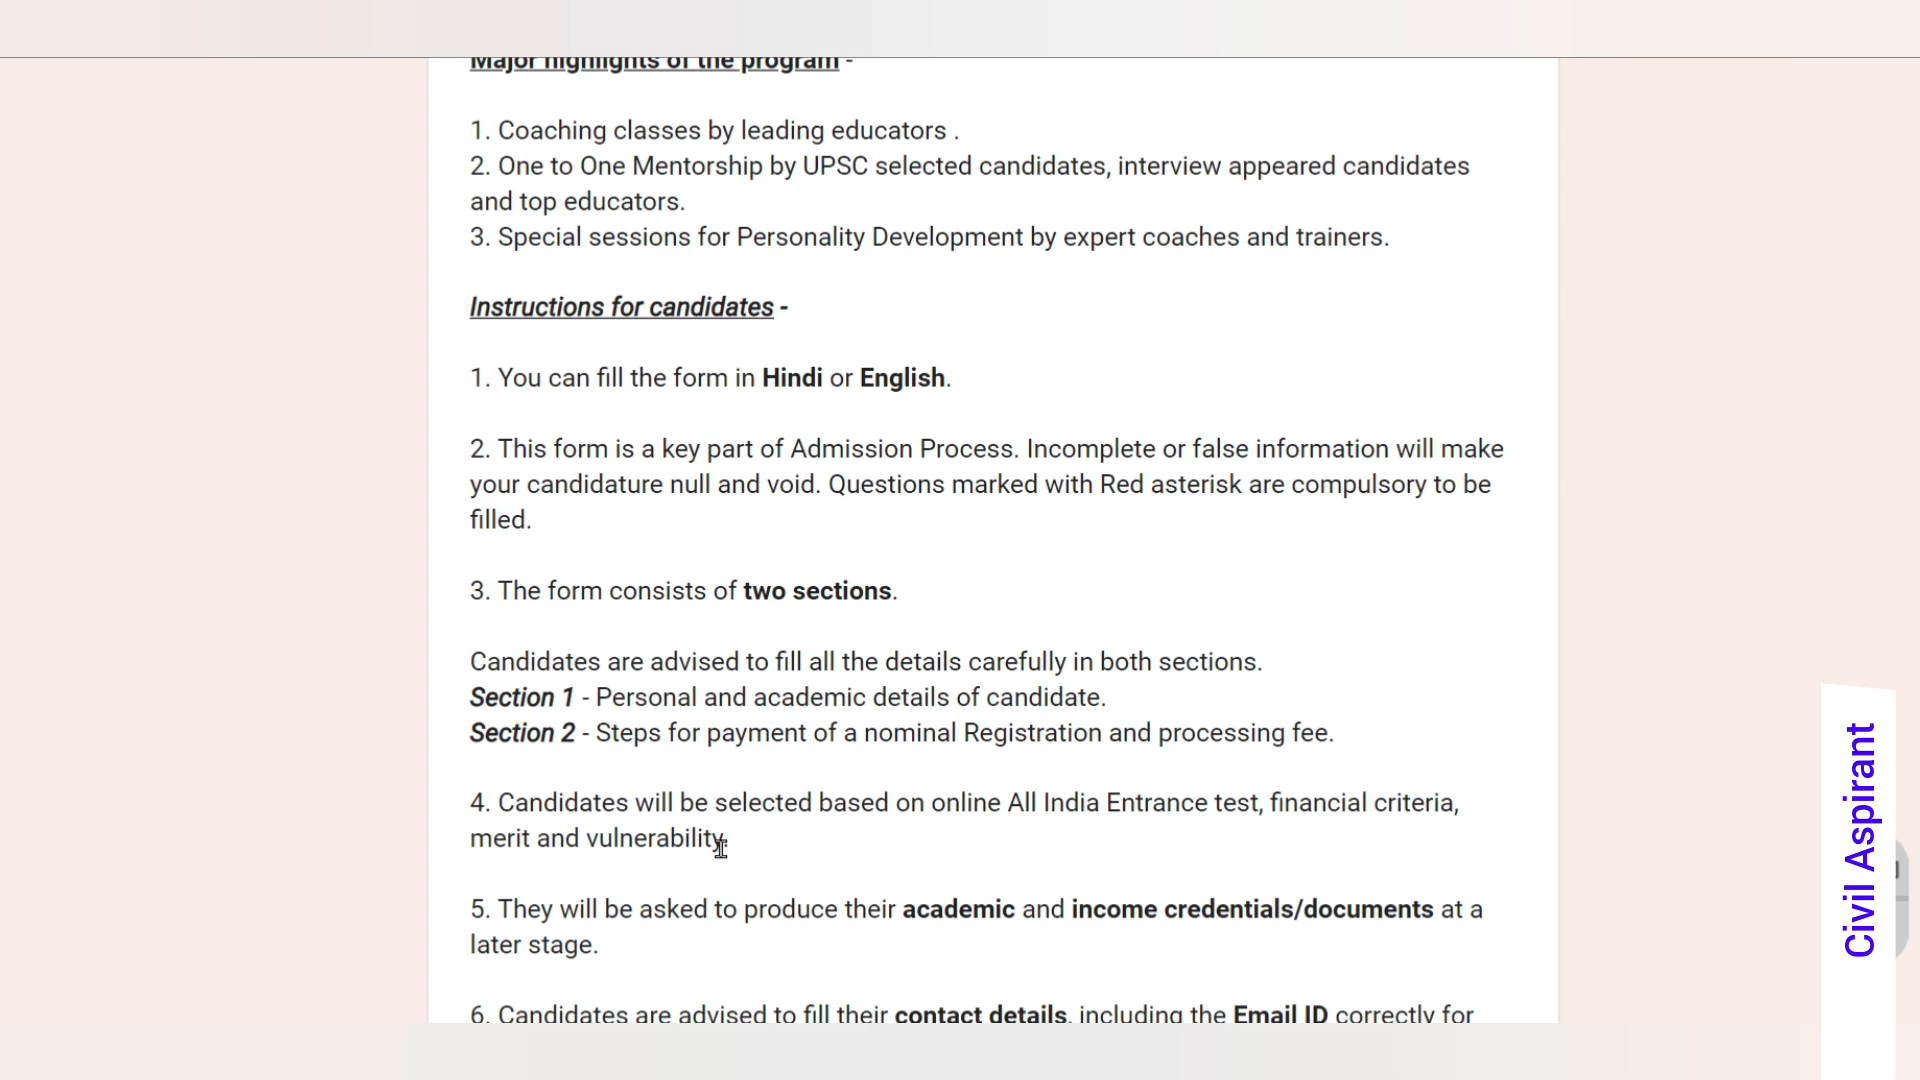 Major highlights of the program -
1. Coaching classes by leading educators .
2. One to One Mentorship by UPSC selected candidates, interview appeared candidates
and top educators.
3. Special sessions for Personality Development by expert coaches and trainers.
Instructions for candidates -
1. You can fill the form in Hindi or English.
2. This form is a key part of Admission Process. Incomplete or false information will make
your candidature null and void. Questions marked with Red asterisk are compulsory to be
filled.
3. The form consists of two sections.
Candidates are advised to fill all the details carefully in both sections.
Section 1 - Personal and academic details of candidate.
Section 2 - Steps for payment of a nominal Registration and processing fee.
4. Candidates will be selected based on online All India Entrance test, financial criteria,
merit and vulnerability.
5. They will be asked to produce their academic and income credentials/documents at a
later stage.
6. Candidates are advised to fill their contact details, including the Email ID correctly for
Civil Aspirant